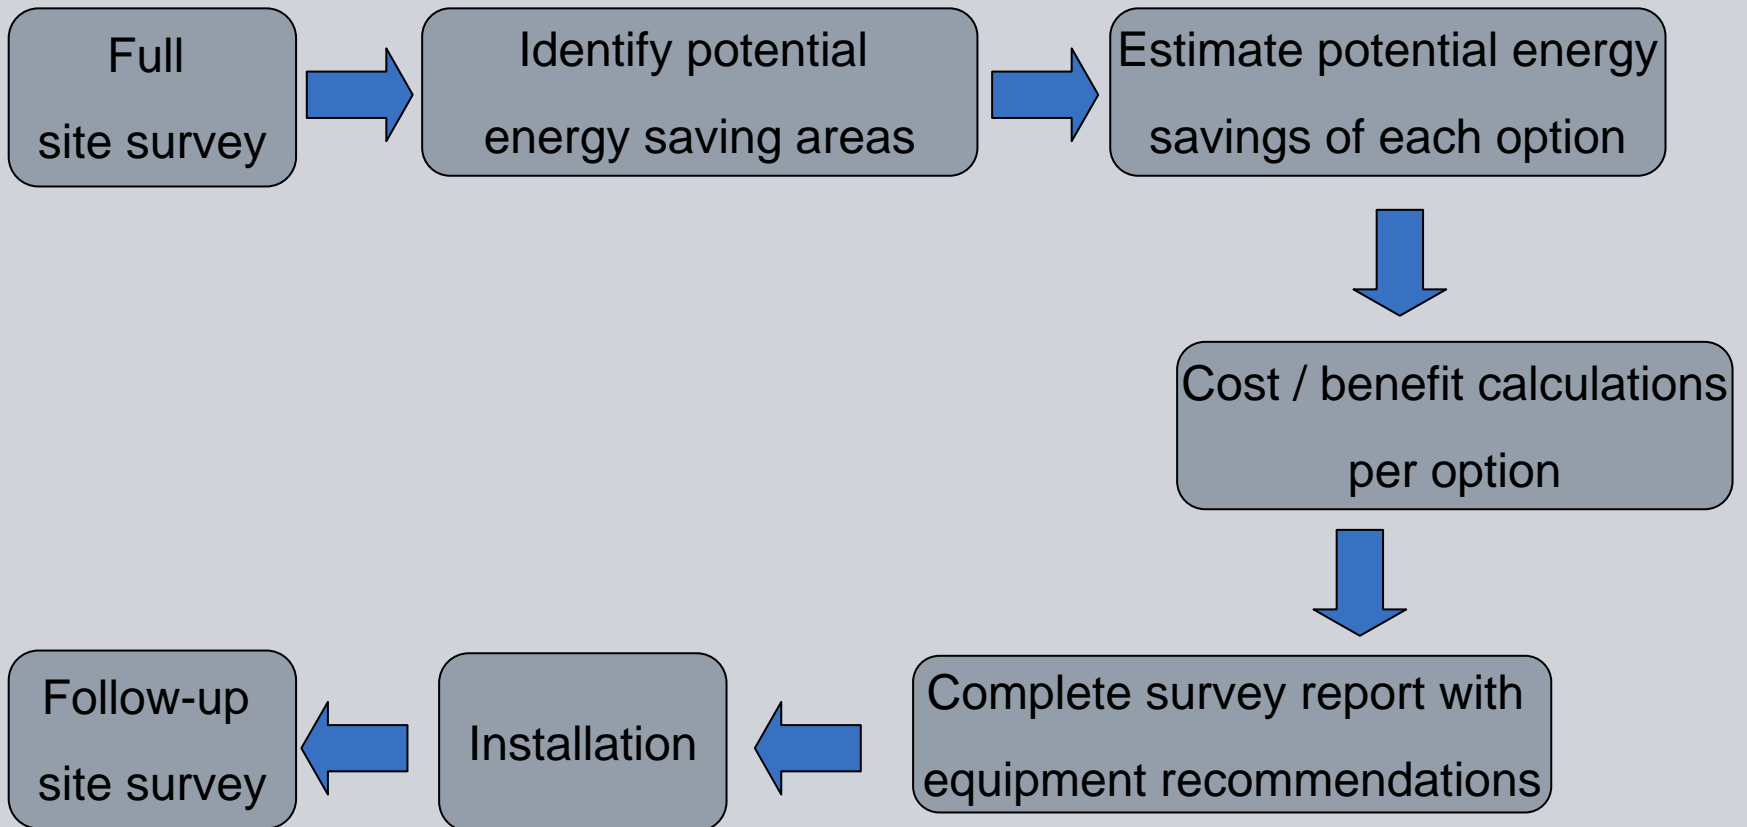 Full
site survey
Identify potential
energy saving areas
Estimate potential energy
savings of each option
Cost / benefit calculations
per option
Complete survey report with
equipment recommendations
Installation
Follow-up
site survey